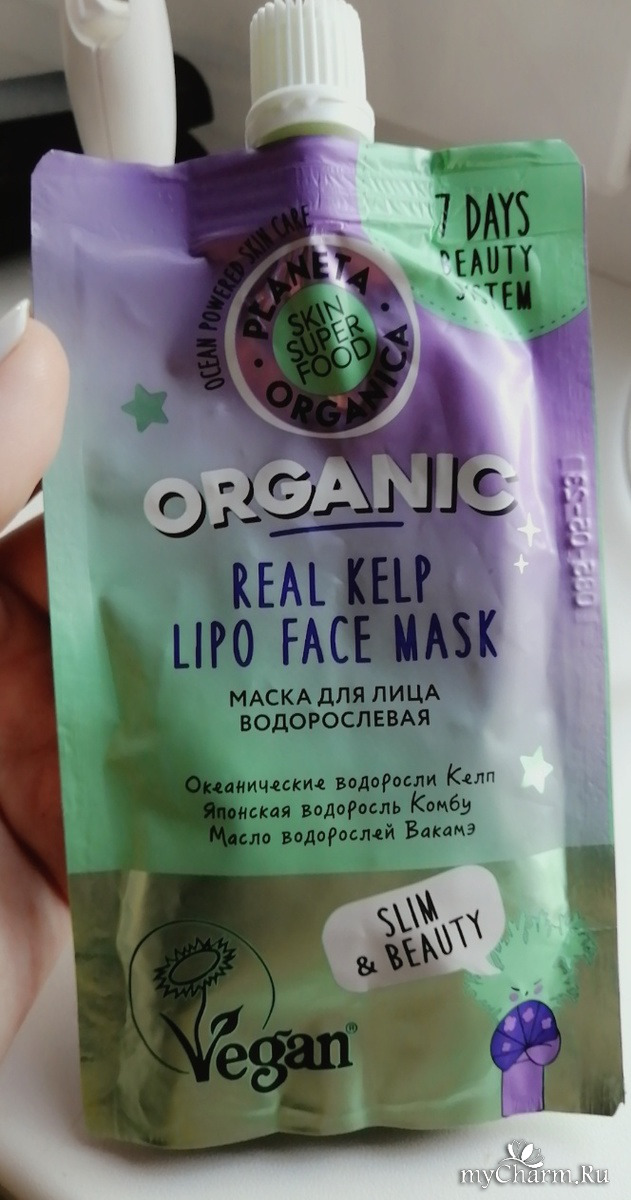 7 DAYS
BEAUTY
SYSTEM
OCEAN POWERED SKIN CARE
PLANETA
SKIN
SUPER
FOOD
ORGANICA
ORGANIC
REAL KELP
LIPO FACE MASK
МАСКА ДЛЯ ЛИЦА
ВОДОРОСЛЕВАЯ
Океанические водоросли Келп
Японская водоросль Комбу
Масло водорослей Вакамэ
SLIM
& BEAUTY
Vegan®
myCharm.Ru